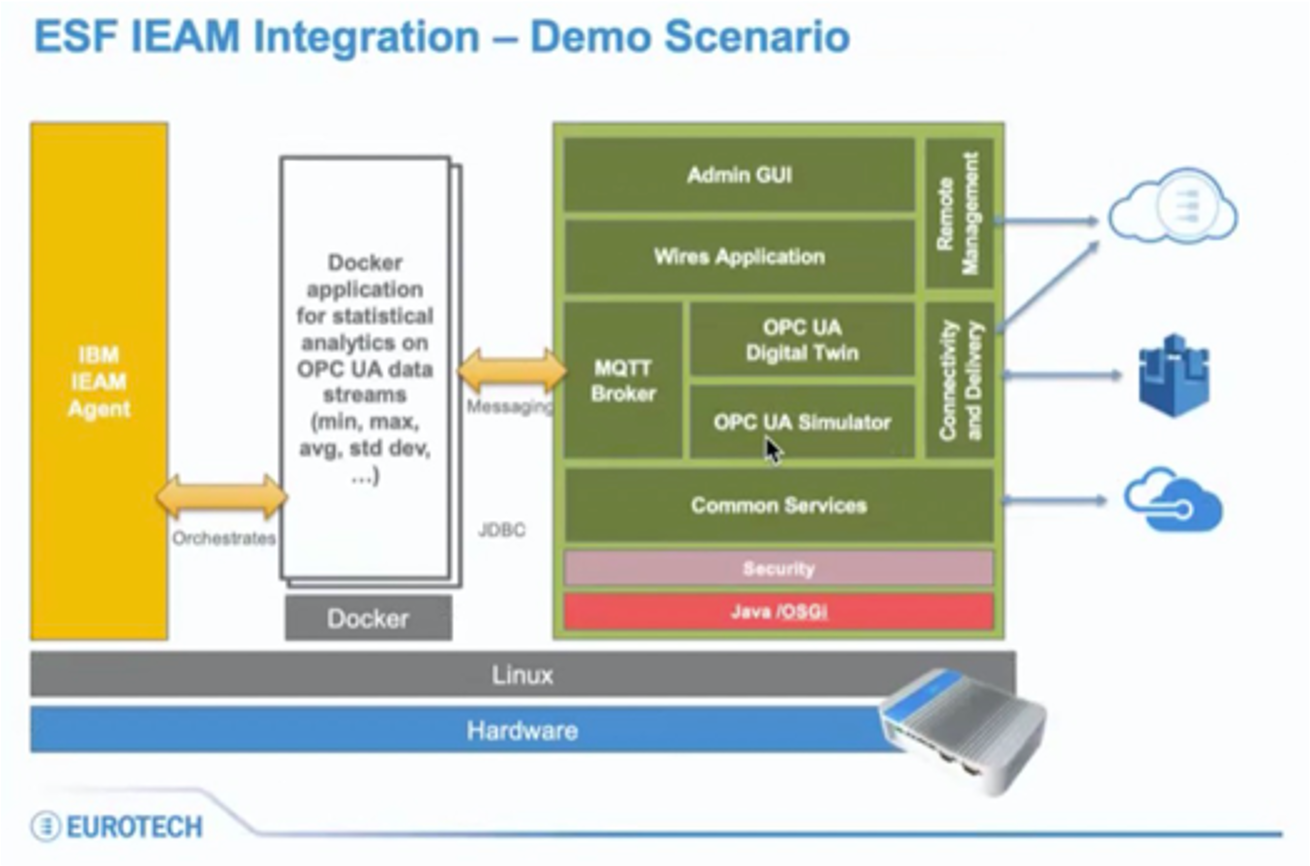 ESF IEAM Integration – Demo Scenario
IBM
IEAM
Agent
Orchestrates
Docker
application
for statistical
analytics on
OPC UA data
streams
(min, max,
avg, std dev,
...)
Docker
Messaging
JDBC
Admin GUI
Wires Application
MQTT
Broker
OPC UA
Digital Twin
OPC UA Simulator
Remote
Management
Connectivity
and Delivery
Common Services
Security
Java /OSGi
Linux
Hardware
EUROTECH